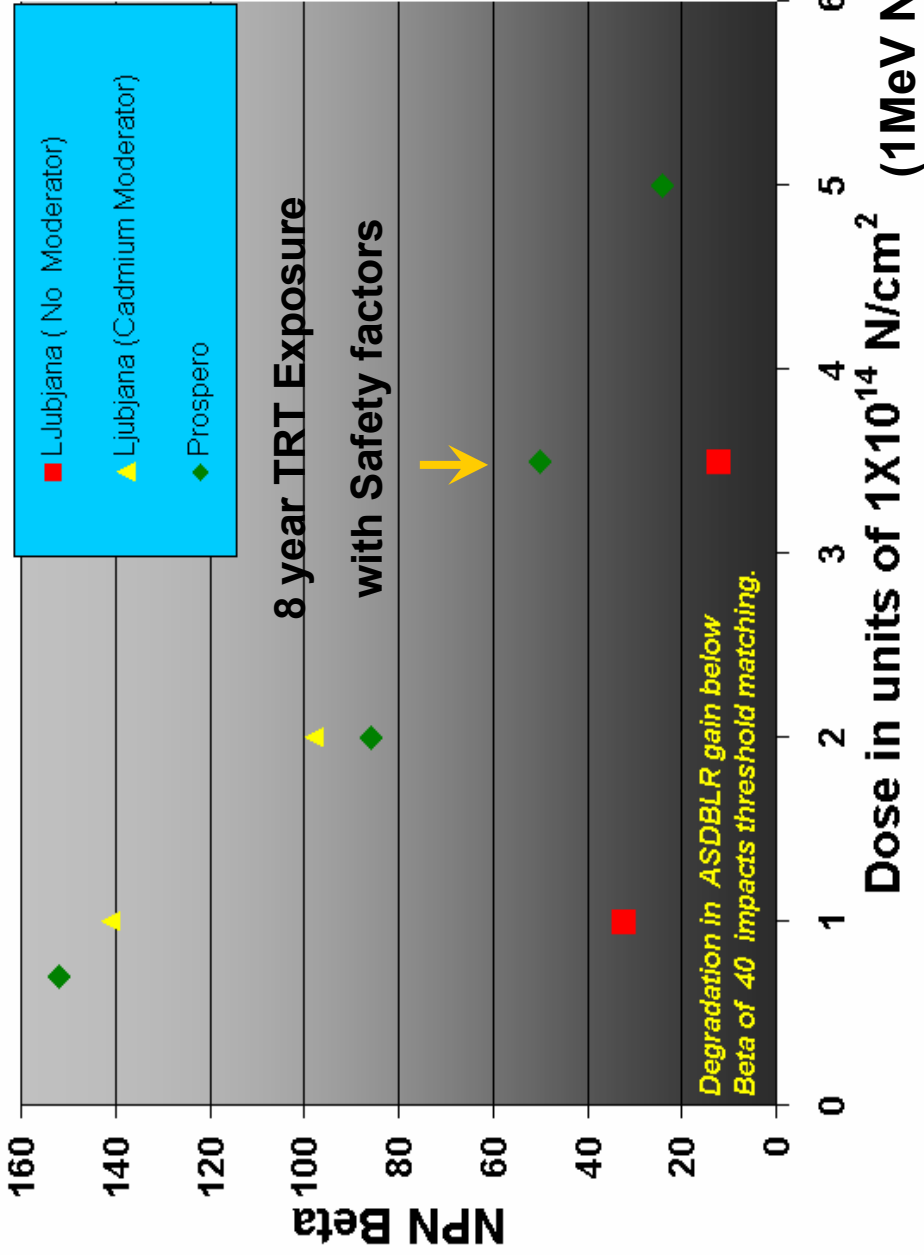 160
140
120
100
80
60
40
20
0
NPN Beta
LJubjana ( No Moderator)
Ljubjana (Cadmium Moderator)
Prospero
8 year TRT Exposure
with Safety factors
Degradation in ASDBLR gain below
Beta of 40 impacts threshold matching.
0 1 2 3 4 5 6
Dose in units of 1X10¹⁴ N/cm² (1MeV N